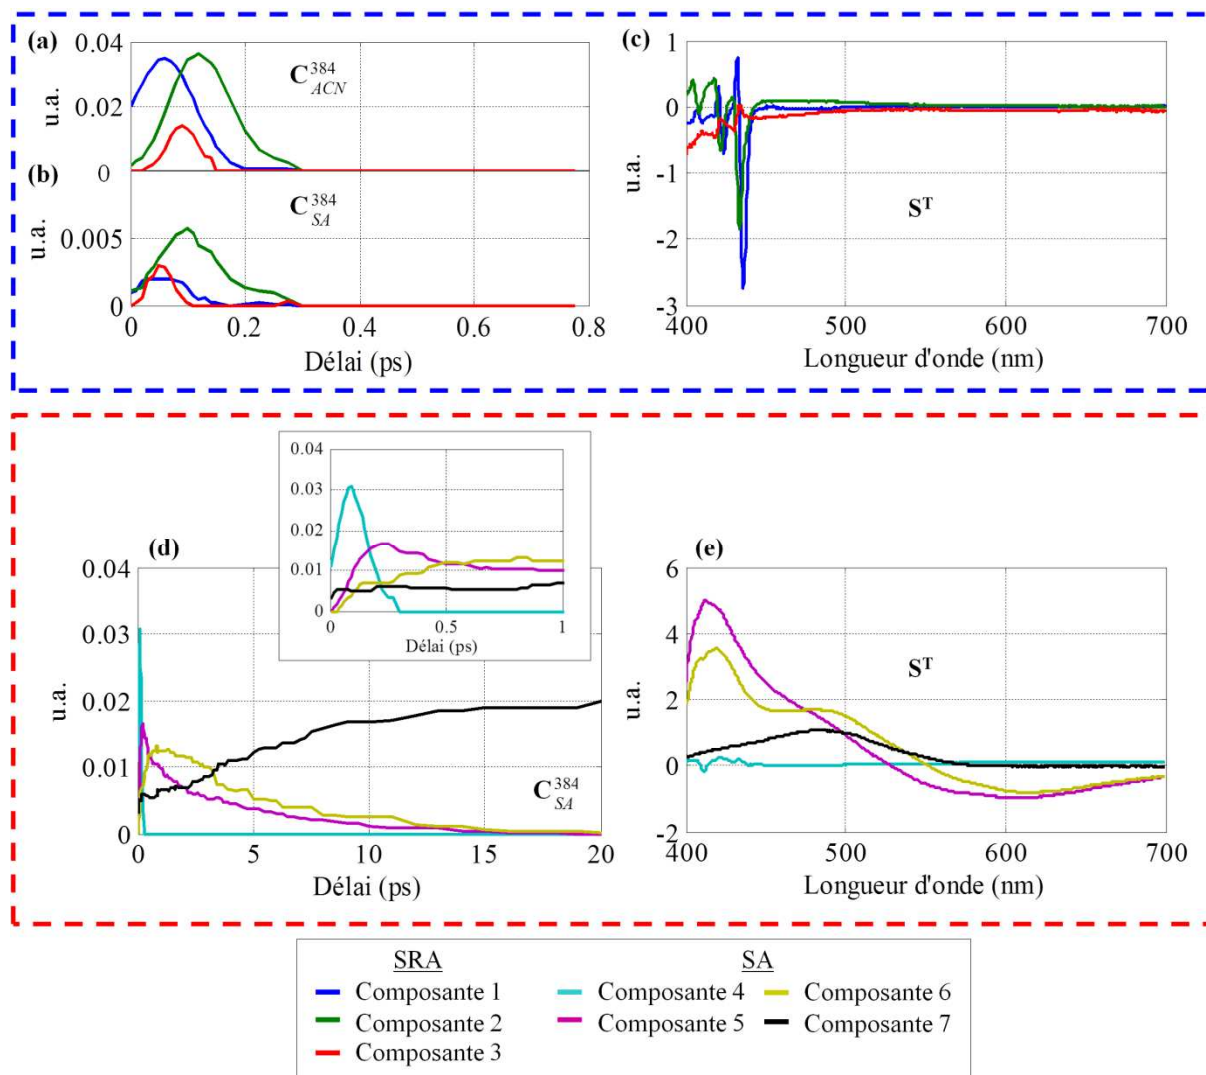 (a)
(c)
0.04
C^384_ACN
0.02
u.a.
0
(b)
C^384_SA
0.005
u.a.
0
0 0.2 0.4 0.6 0.8
Délai (ps)
1
0
-1
u.a.
S^T
-2
-3
400 500 600 700
Longueur d'onde (nm)
0.04
0.03
0.02
0.01
0
0 0.5 1
Délai (ps)
(d)
0.04
0.03
u.a.
0.02
0.01
C^384_SA
0
0 5 10 15 20
Délai (ps)
(e)
6
4
S^T
u.a.
2
0
-2
400 500 600 700
Longueur d'onde (nm)
SRA SA
Composante 1 Composante 4 Composante 6
Composante 2 Composante 5 Composante 7
Composante 3